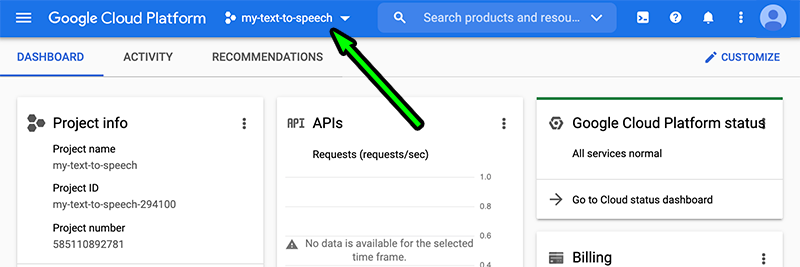 Google Cloud Platform my-text-to-speech Search products and resou...
DASHBOARD ACTIVITY RECOMMENDATIONS CUSTOMIZE
Project info
Project name
my-text-to-speech
Project ID
my-text-to-speech-294100
Project number
585110892781
API APIs
Requests (requests/sec)
1.0
0.8
0.6
0.4
No data is available for the selected
time frame.
Google Cloud Platform status
All services normal
Go to Cloud status dashboard
Billing